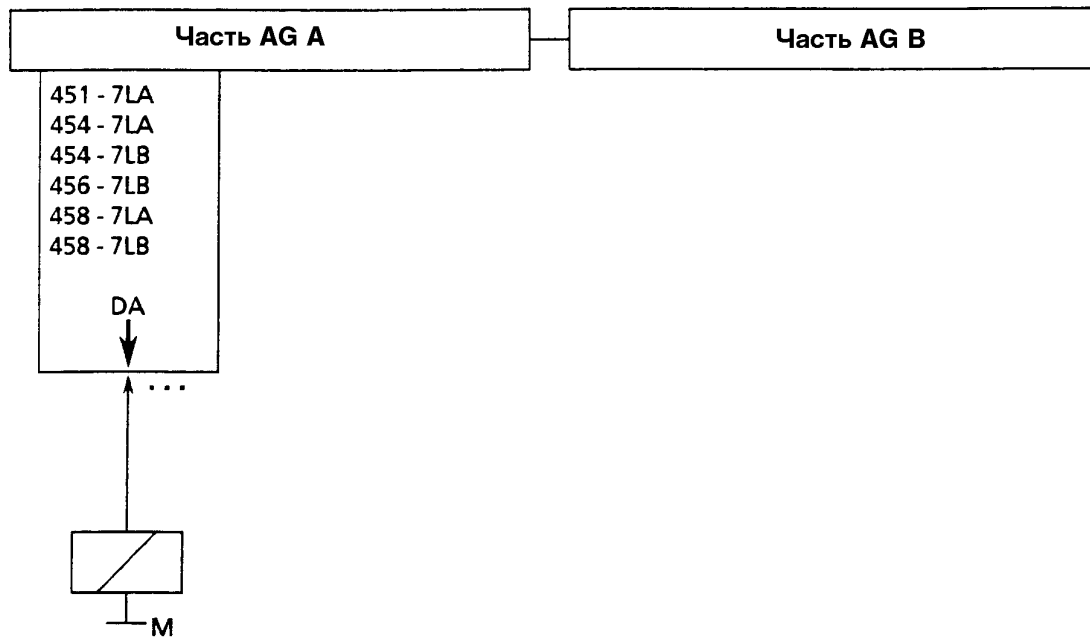 Часть AG A
Часть AG B
451 - 7LA
454 - 7LA
454 - 7LB
456 - 7LB
458 - 7LA
458 - 7LB
DA
...
M